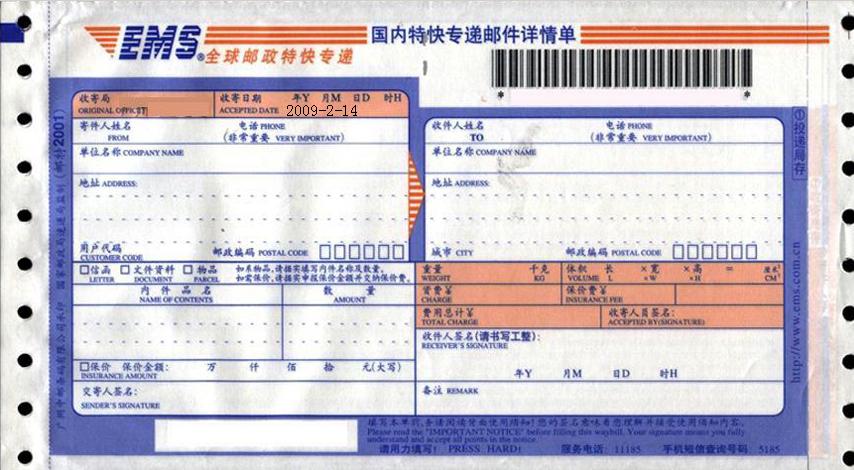 EMS® 全球邮政特快专递
国内特快专递邮件详情单
* *
收寄局
ORIGINAL OFFICE
收寄日期 年Y 月M 日D 时H
ACCEPTED DATE 2009-2-14
寄件人姓名 电话 PHONE
FROM (非常重要 VERY IMPORTANT)
单位名称 COMPANY NAME
地址 ADDRESS:
用户代码
CUSTOMER CODE
邮政编码 POSTAL CODE
收件人姓名 电话 PHONE
TO (非常重要 VERY IMPORTANT)
单位名称 COMPANY NAME
地址 ADDRESS:
城市 CITY 邮政编码 POSTAL CODE
信函 文件资料 物品
LETTER DOCUMENT PARCEL
如系物品,请据实填写内件名称及数量。
如需保价,请据实申报保价金额并交纳保价费。
内件品名 数量
NAME OF CONTENTS AMOUNT
保价 保价金额: 万 仟 佰 拾 元(大写)
INSURANCE AMOUNT
交寄人签名:
SENDER'S SIGNATURE
重量 千克
WEIGHT KG
体积 长 ×宽 ×高 = 厘米³
VOLUME L ×W ×H CM³
资费¥
CHARGE
保价费¥
INSURANCE FEE
费用总计¥
TOTAL CHARGE
收寄人员签名:
ACCEPTED BY(SIGNATURE)
收件人签名(请书写工整):
RECEIVER'S SIGNATURE
年Y 月M 日D 时H
备注 REMARK
填写本单前,务请阅读背面使用须知!您的签名意味着您理解并接受使用须知内容。
Please read the "IMPORTANT NOTICE" before filling this waybill. Your signature means you fully
understand and accept all points in the notice.
请用力填写! PRESS HARD! 服务电话: 11185 手机短信查询号码 5185
①投递局存
http://www.ems.com.cn
国家邮政局速递局监制(邮特2001)